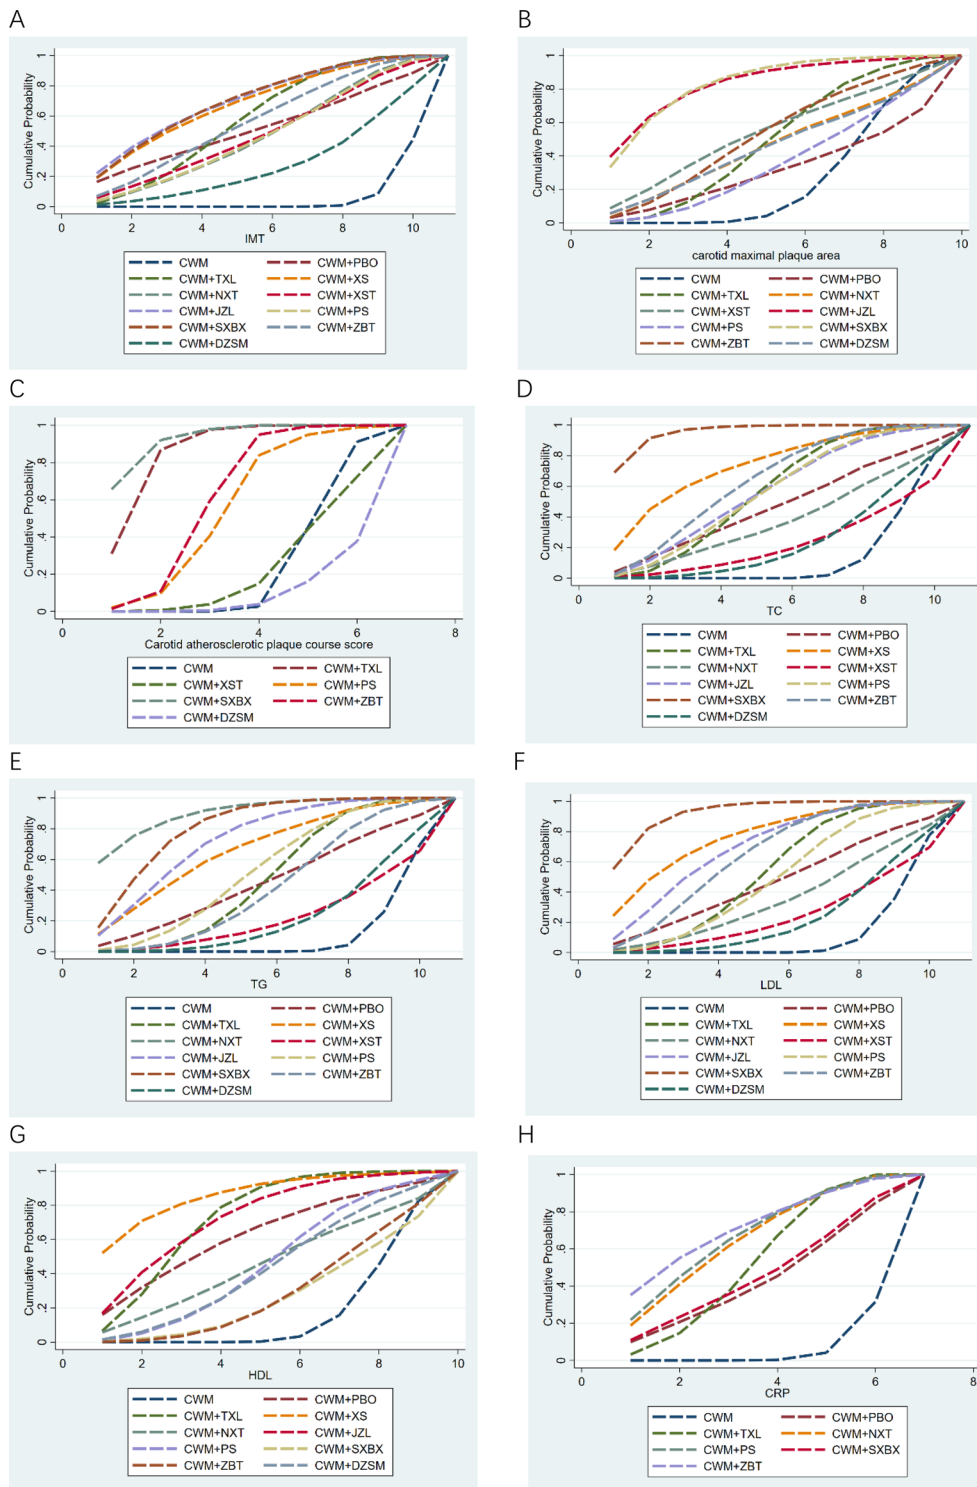 A
Cumulative Probability
1
.8
.6
.4
.2
0
0 2 4 6 8 10
IMT
CWM CWM+PBO
CWM+TXL CWM+XS
CWM+NXT CWM+XST
CWM+JZL CWM+PS
CWM+SXBX CWM+ZBT
CWM+DZSM
B
Cumulative Probability
1
.8
.6
.4
.2
0
0 2 4 6 8 10
carotid maximal plaque area
CWM CWM+PBO
CWM+TXL CWM+NXT
CWM+XST CWM+JZL
CWM+PS CWM+SXBX
CWM+ZBT CWM+DZSM
C
Cumulative Probability
1
.8
.6
.4
.2
0
0 2 4 6 8
Carotid atherosclerotic plaque course score
CWM CWM+TXL
CWM+XST CWM+PS
CWM+SXBX CWM+ZBT
CWM+DZSM
D
Cumulative Probability
1
.8
.6
.4
.2
0
0 2 4 6 8 10
TC
CWM CWM+PBO
CWM+TXL CWM+XS
CWM+NXT CWM+XST
CWM+JZL CWM+PS
CWM+SXBX CWM+ZBT
CWM+DZSM
E
Cumulative Probability
1
.8
.6
.4
.2
0
0 2 4 6 8 10
TG
CWM CWM+PBO
CWM+TXL CWM+XS
CWM+NXT CWM+XST
CWM+JZL CWM+PS
CWM+SXBX CWM+ZBT
CWM+DZSM
F
Cumulative Probability
1
.8
.6
.4
.2
0
0 2 4 6 8 10
LDL
CWM CWM+PBO
CWM+TXL CWM+XS
CWM+NXT CWM+XST
CWM+JZL CWM+PS
CWM+SXBX CWM+ZBT
CWM+DZSM
G
Cumulative Probability
1
.8
.6
.4
.2
0
0 2 4 6 8 10
HDL
CWM CWM+PBO
CWM+TXL CWM+XS
CWM+NXT CWM+JZL
CWM+PS CWM+SXBX
CWM+ZBT CWM+DZSM
H
Cumulative Probability
1
.8
.6
.4
.2
0
0 2 4 6 8
CRP
CWM CWM+PBO
CWM+TXL CWM+NXT
CWM+PS CWM+SXBX
CWM+ZBT